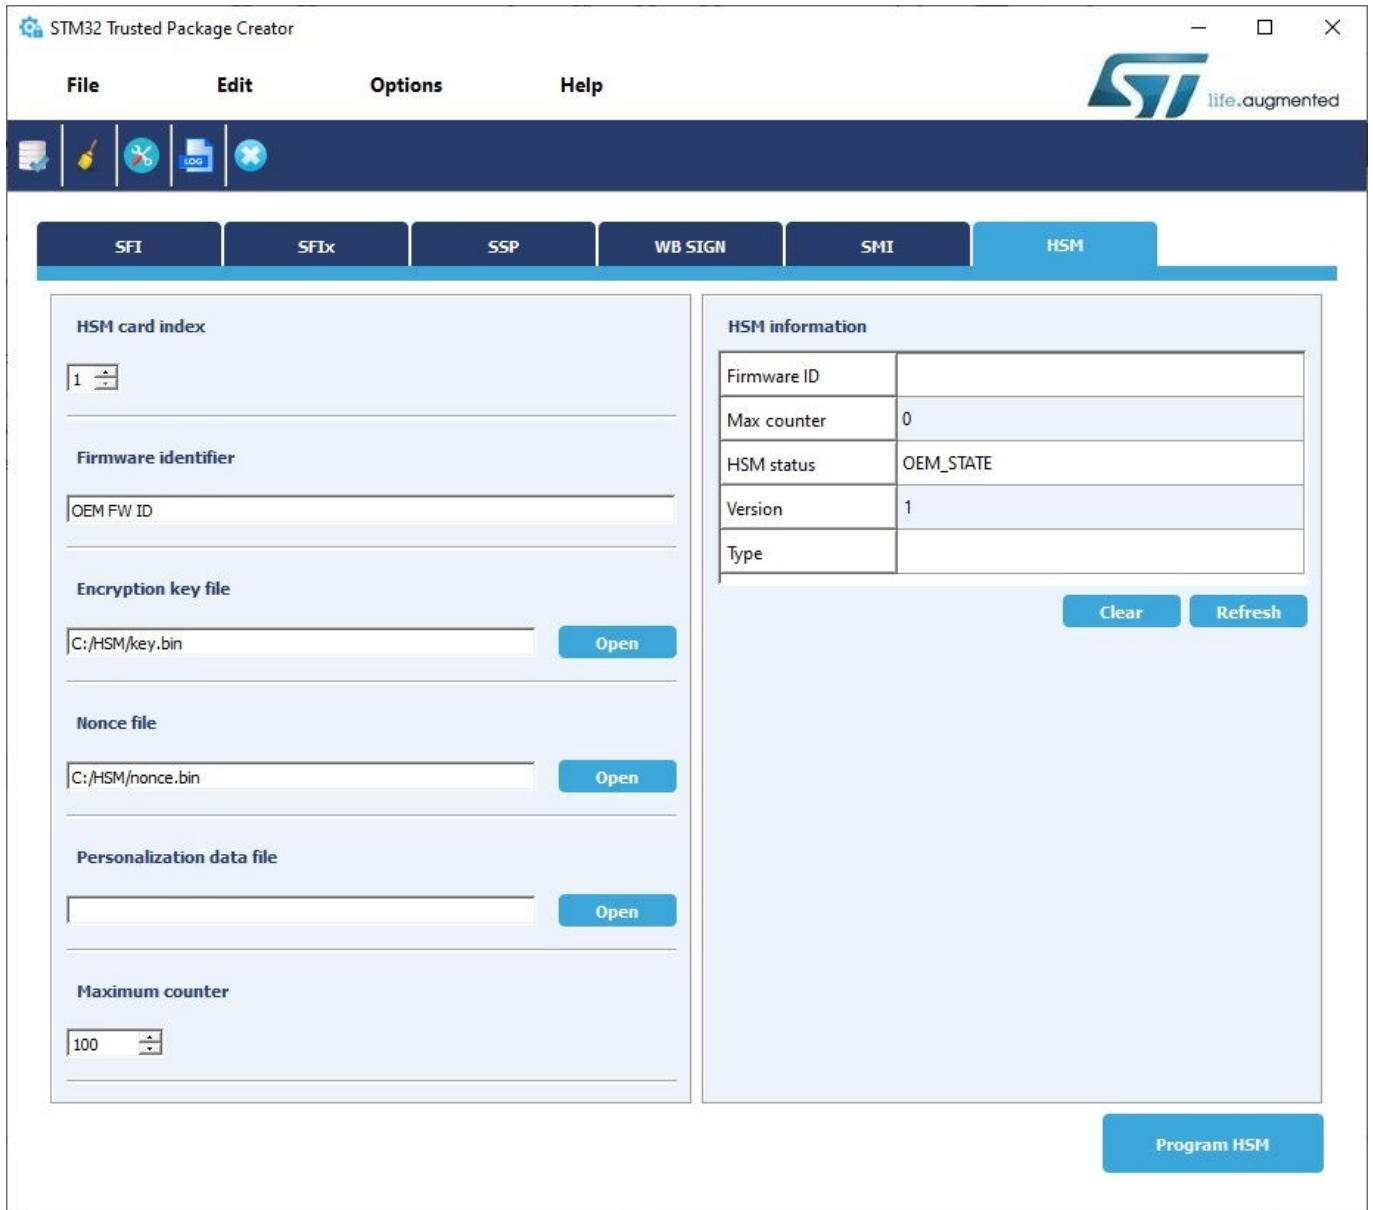 STM32 Trusted Package Creator
File Edit Options Help
ST life.augmented
LOG
SFI SFIx SSP WB SIGN SMI HSM
HSM card index
1
Firmware identifier
OEM FW ID
Encryption key file
C:/HSM/key.bin Open
Nonce file
C:/HSM/nonce.bin Open
Personalization data file
Open
Maximum counter
100
HSM information
Firmware ID
Max counter 0
HSM status OEM_STATE
Version 1
Type
Clear Refresh
Program HSM